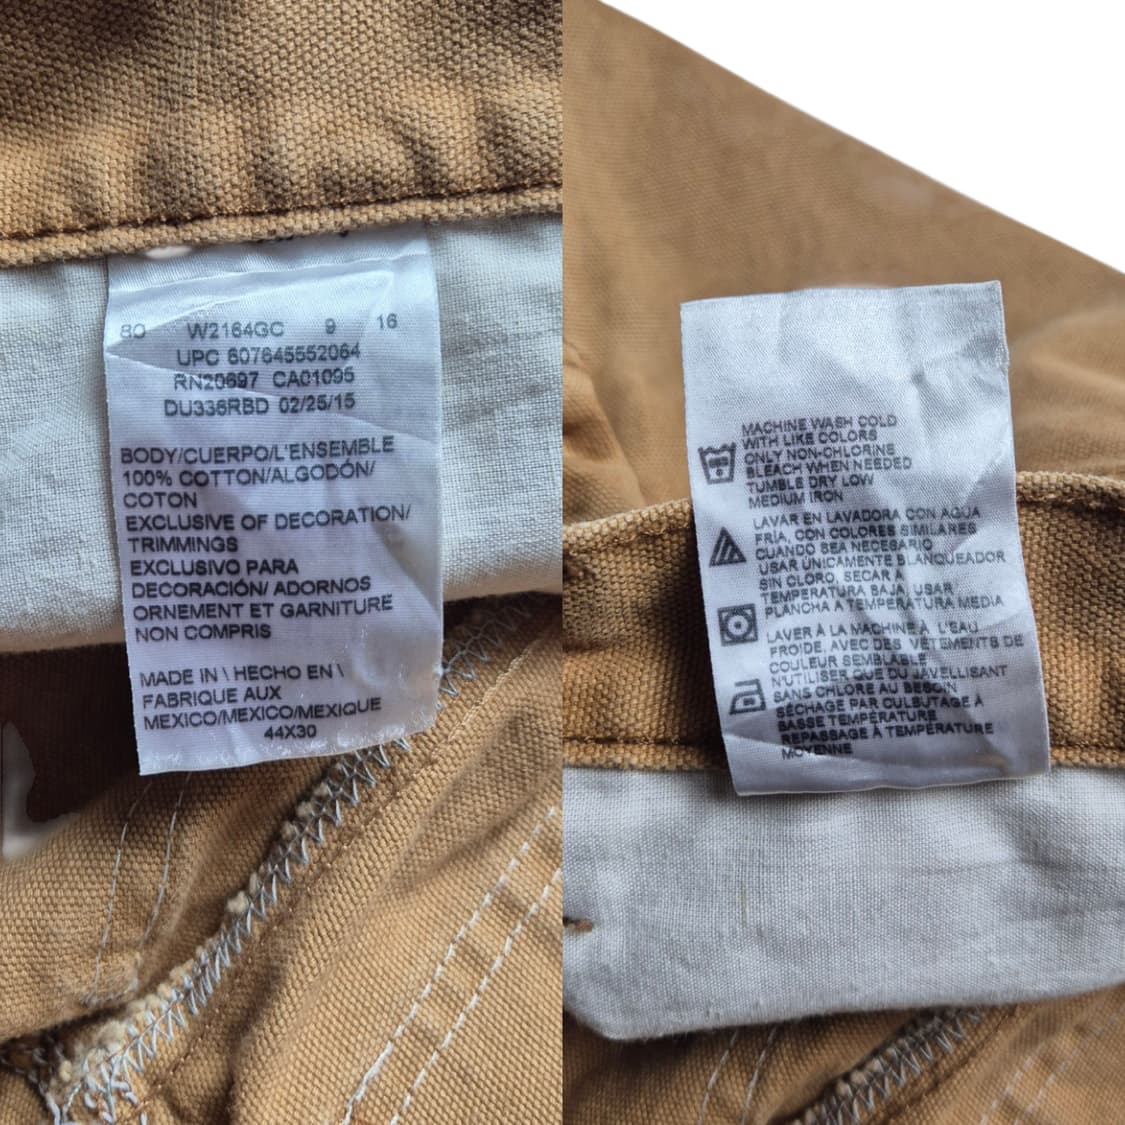 80 W2164GC 9 16
UPC 607645552064
RN20697 CA01095
DU336RBD 02/25/15
BODY/CUERPO/L'ENSEMBLE
100% COTTON/ALGODÓN/
COTON
EXCLUSIVE OF DECORATION/
TRIMMINGS
EXCLUSIVO PARA
DECORACIÓN/ ADORNOS
ORNEMENT ET GARNITURE
NON COMPRIS
MADE IN \ HECHO EN \
FABRIQUE AUX
MEXICO/MEXICO/MEXIQUE
44X30
MACHINE WASH COLD
WITH LIKE COLORS
ONLY NON-CHLORINE
BLEACH WHEN NEEDED
TUMBLE DRY LOW
MEDIUM IRON
LAVAR EN LAVADORA CON AGUA
FRÍA, CON COLORES SIMILARES
CUANDO SEA NECESARIO
USAR ÚNICAMENTE BLANQUEADOR
SIN CLORO, SECAR A
TEMPERATURA BAJA, USAR
PLANCHA A TEMPERATURA MEDIA
LAVER À LA MACHINE À L'EAU
FROIDE, AVEC DES VÊTEMENTS DE
COULEUR SEMBLABLE
N'UTILISER QUE DU JAVELLISANT
SANS CHLORE AU BESOIN
SÉCHAGE PAR CULBUTAGE À
BASSE TEMPÉRATURE
REPASSAGE À TEMPÉRATURE
MOYENNE